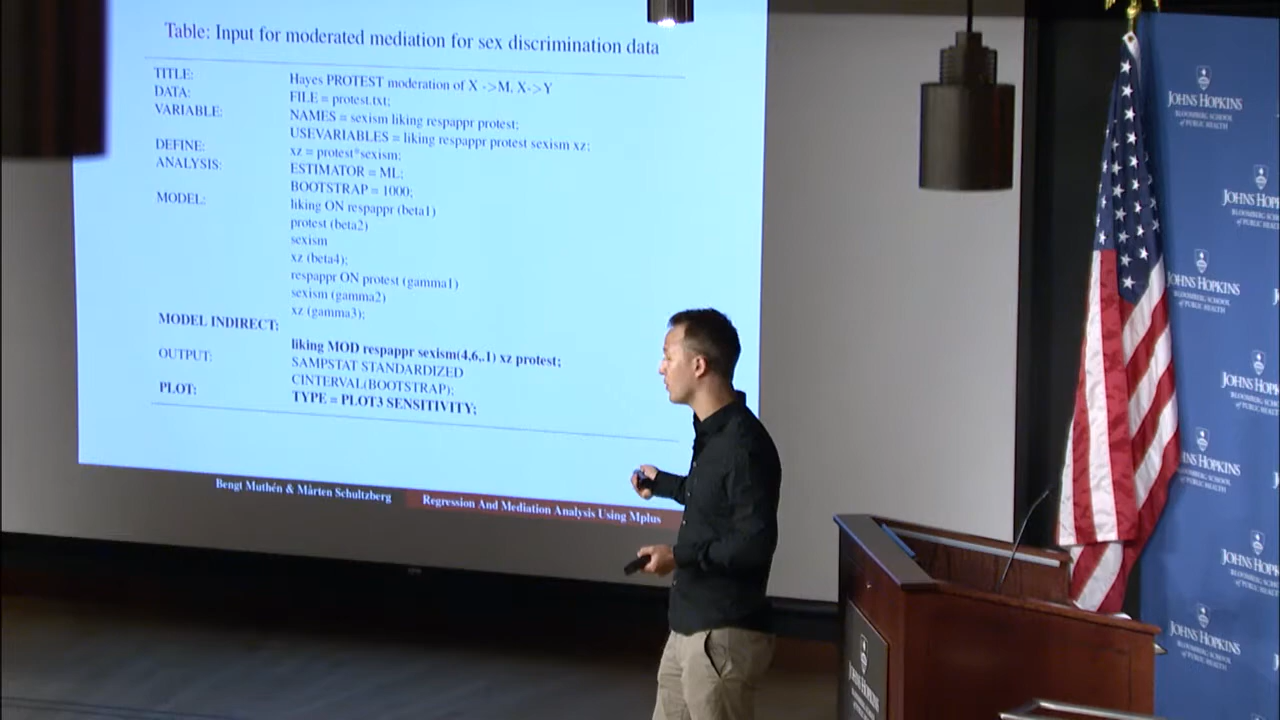 Table: Input for moderated mediation for sex discrimination data
TITLE: Hayes PROTEST moderation of X ->M, X->Y
DATA: FILE = protest.txt;
VARIABLE: NAMES = sexism liking respappr protest;
USEVARIABLES = liking respappr protest sexism xz;
DEFINE: xz = protest*sexism;
ANALYSIS: ESTIMATOR = ML;
BOOTSTRAP = 1000;
MODEL: liking ON respappr (beta1)
protest (beta2)
sexism
xz (beta4);
respappr ON protest (gamma1)
sexism (gamma2)
xz (gamma3);
MODEL INDIRECT:
liking MOD respappr sexism(4,6,.1) xz protest;
OUTPUT: SAMPSTAT STANDARDIZED
CINTERVAL(BOOTSTRAP);
PLOT: TYPE = PLOT3 SENSITIVITY;
Bengt Muthén & Mårten Schultzberg Regression And Mediation Analysis Using Mplus
JOHNS HOPKINS
BLOOMBERG SCHOOL
of PUBLIC HEALTH
JOHNS HOPKINS
JOHNS HOPKINS
JOHNS HOPKINS
JOHNS HOPKINS